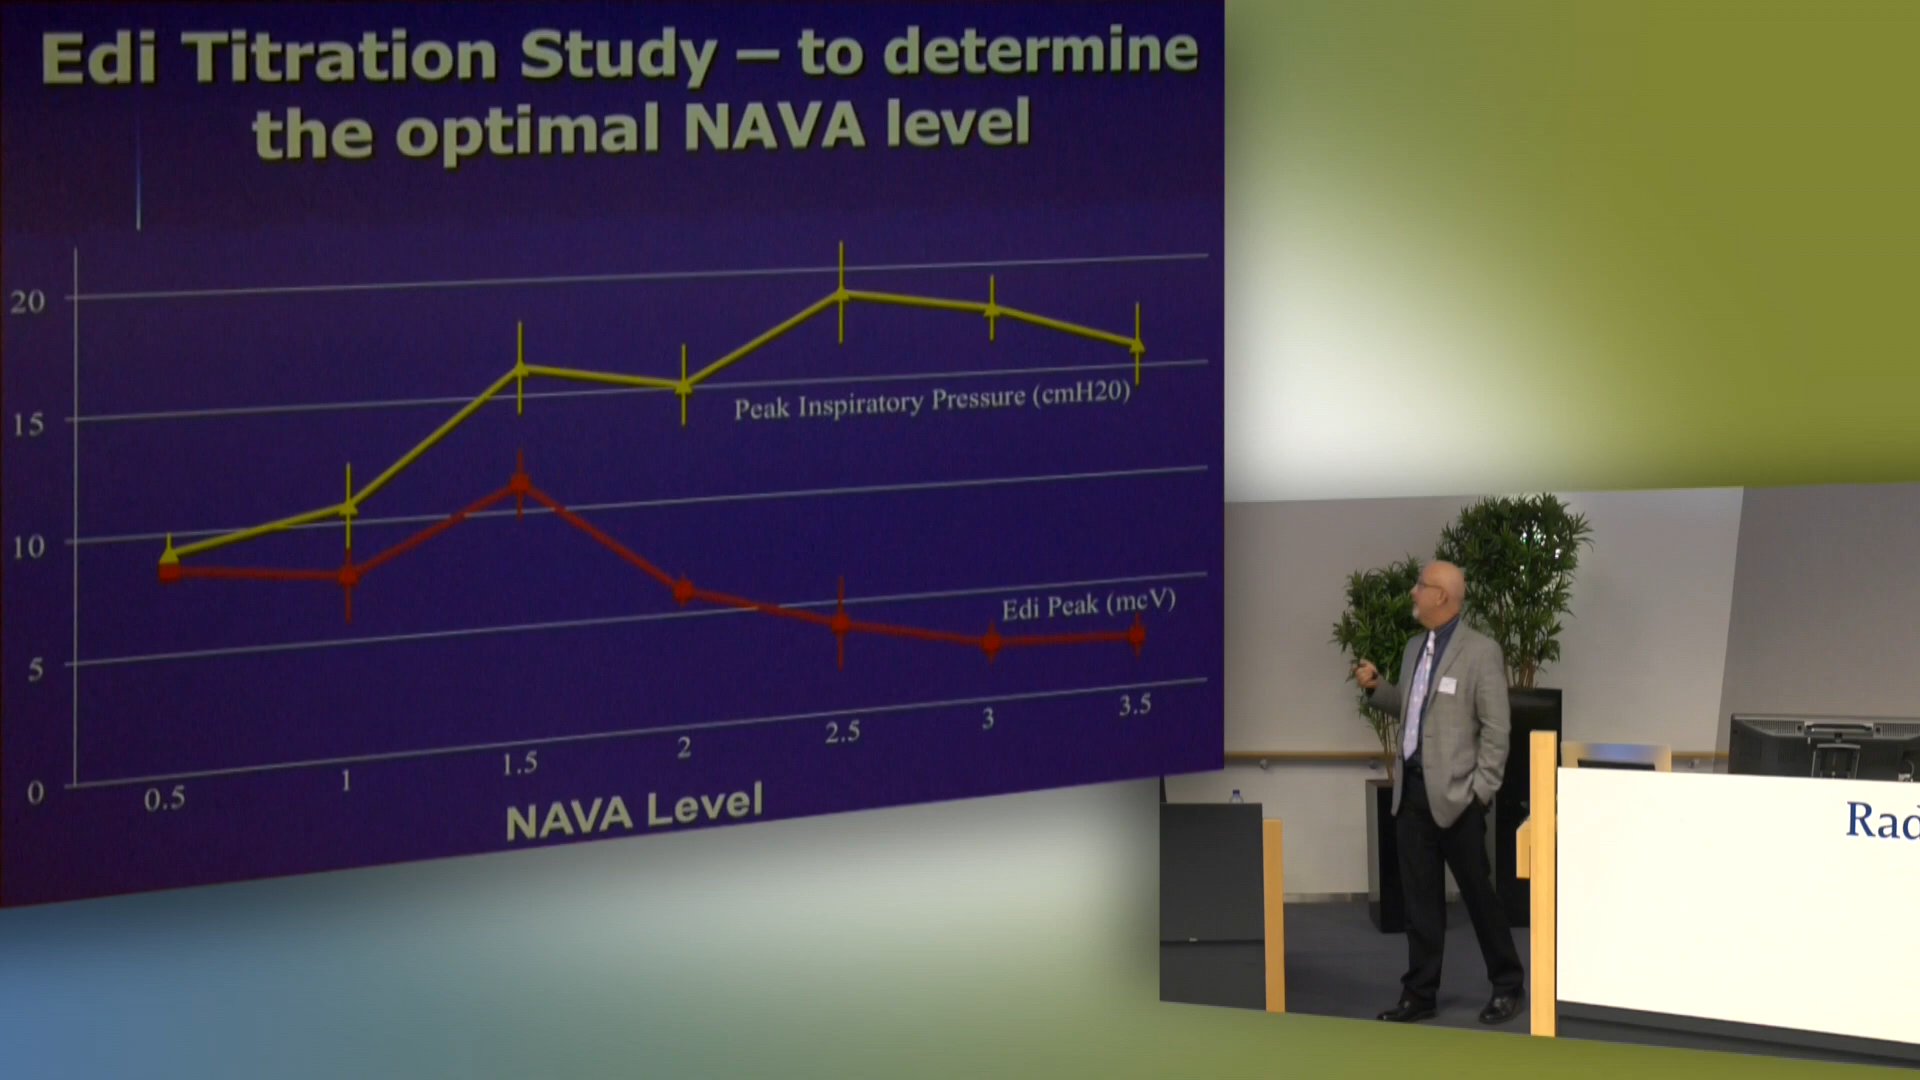 Edi Titration Study – to determine
the optimal NAVA level
20
15
10
5
0
Peak Inspiratory Pressure (cmH20)
Edi Peak (mcV)
0.5
1
1.5
2
2.5
3
3.5
NAVA Level
Rad